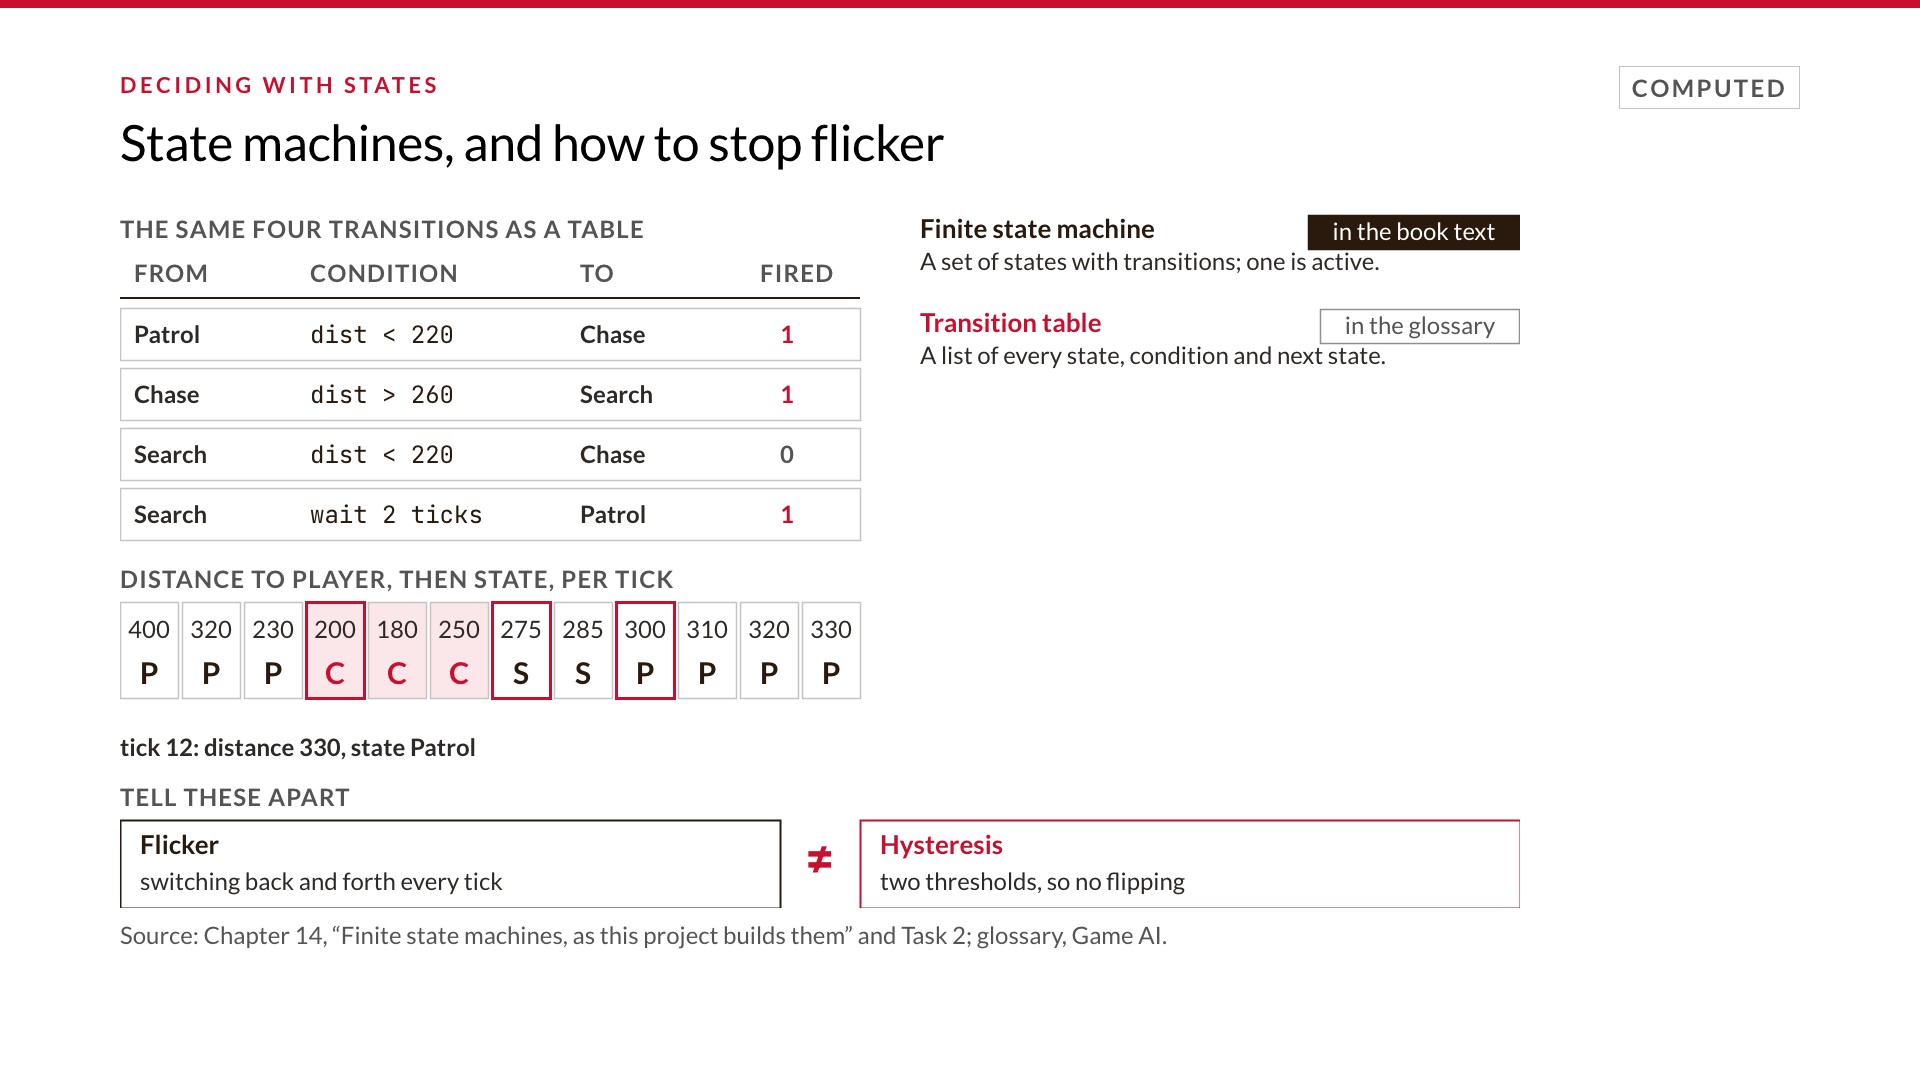 DECIDING WITH STATES
COMPUTED
State machines, and how to stop flicker
THE SAME FOUR TRANSITIONS AS A TABLE
FROM CONDITION TO FIRED
Patrol dist < 220 Chase 1
Chase dist > 260 Search 1
Search dist < 220 Chase 0
Search wait 2 ticks Patrol 1
Finite state machine in the book text
A set of states with transitions; one is active.
Transition table in the glossary
A list of every state, condition and next state.
DISTANCE TO PLAYER, THEN STATE, PER TICK
400 320 230 200 180 250 275 285 300 310 320 330
P P P C C C S S P P P P
tick 12: distance 330, state Patrol
TELL THESE APART
Flicker
switching back and forth every tick
≠
Hysteresis
two thresholds, so no flipping
Source: Chapter 14, “Finite state machines, as this project builds them” and Task 2; glossary, Game AI.